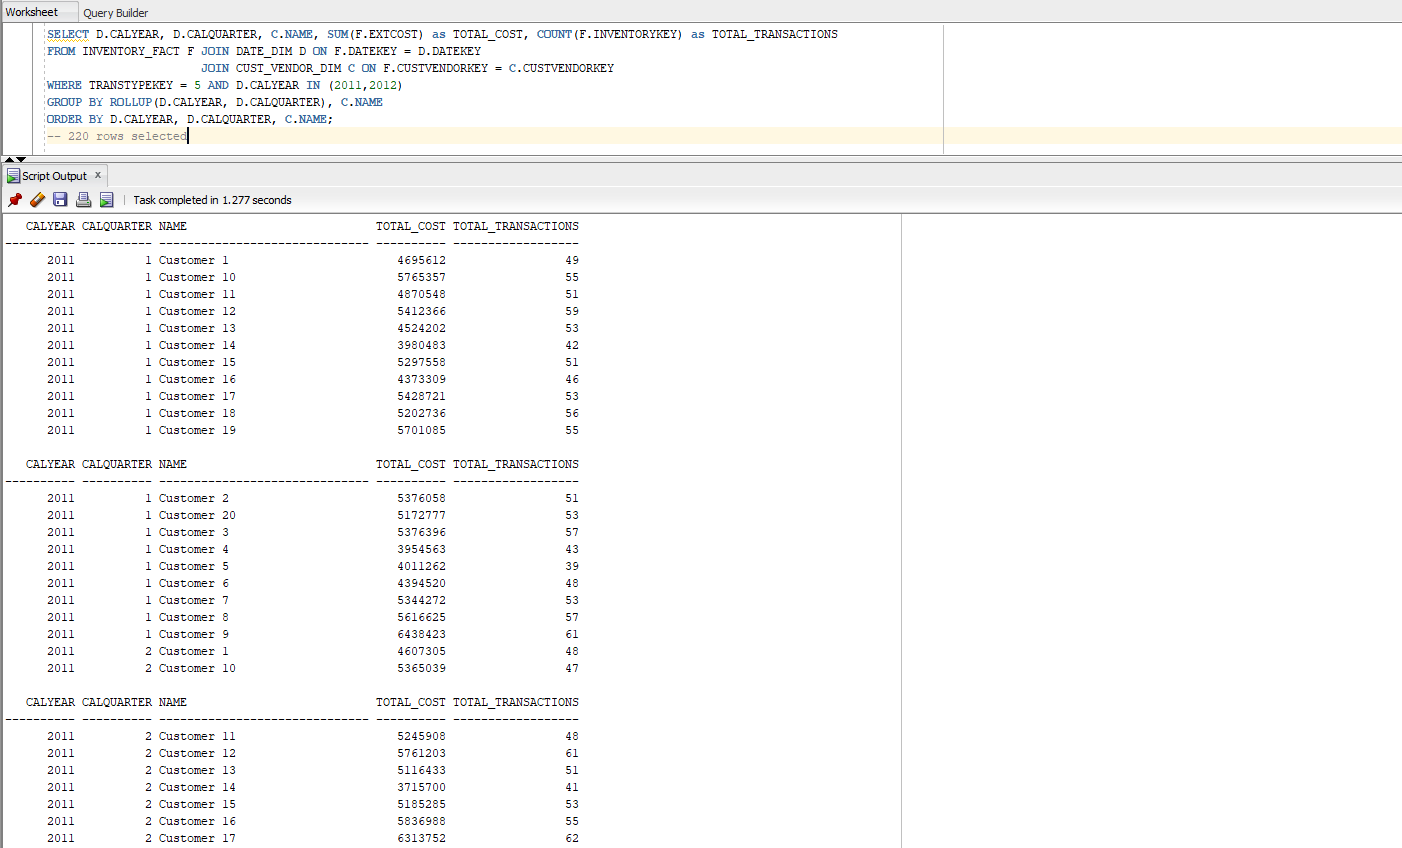 Worksheet Query Builder
SELECT D.CALYEAR, D.CALQUARTER, C.NAME, SUM(F.EXTCOST) as TOTAL_COST, COUNT(F.INVENTORYKEY) as TOTAL_TRANSACTIONS
FROM INVENTORY_FACT F JOIN DATE_DIM D ON F.DATEKEY = D.DATEKEY
JOIN CUST_VENDOR_DIM C ON F.CUSTVENDORKEY = C.CUSTVENDORKEY
WHERE TRANSTYPEKEY = 5 AND D.CALYEAR IN (2011,2012)
GROUP BY ROLLUP(D.CALYEAR, D.CALQUARTER), C.NAME
ORDER BY D.CALYEAR, D.CALQUARTER, C.NAME;
-- 220 rows selected
Script Output x
Task completed in 1.277 seconds
CALYEAR CALQUARTER NAME TOTAL_COST TOTAL_TRANSACTIONS
---------- ---------- ------------------------------ ---------- ------------------
2011 1 Customer 1 4695612 49
2011 1 Customer 10 5765357 55
2011 1 Customer 11 4870548 51
2011 1 Customer 12 5412366 59
2011 1 Customer 13 4524202 53
2011 1 Customer 14 3980483 42
2011 1 Customer 15 5297558 51
2011 1 Customer 16 4373309 46
2011 1 Customer 17 5428721 53
2011 1 Customer 18 5202736 56
2011 1 Customer 19 5701085 55
CALYEAR CALQUARTER NAME TOTAL_COST TOTAL_TRANSACTIONS
---------- ---------- ------------------------------ ---------- ------------------
2011 1 Customer 2 5376058 51
2011 1 Customer 20 5172777 53
2011 1 Customer 3 5376396 57
2011 1 Customer 4 3954563 43
2011 1 Customer 5 4011262 39
2011 1 Customer 6 4394520 48
2011 1 Customer 7 5344272 53
2011 1 Customer 8 5616625 57
2011 1 Customer 9 6438423 61
2011 2 Customer 1 4607305 48
2011 2 Customer 10 5365039 47
CALYEAR CALQUARTER NAME TOTAL_COST TOTAL_TRANSACTIONS
---------- ---------- ------------------------------ ---------- ------------------
2011 2 Customer 11 5245908 48
2011 2 Customer 12 5761203 61
2011 2 Customer 13 5116433 51
2011 2 Customer 14 3715700 41
2011 2 Customer 15 5185285 53
2011 2 Customer 16 5836988 55
2011 2 Customer 17 6313752 62